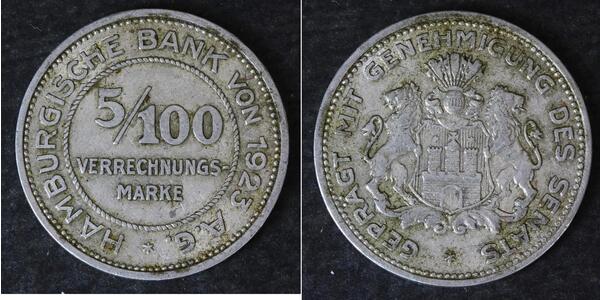 HAMBURGISCHE BANK VON 1923 A.G.
5/100
VERRECHNUNGS-
MARKE
GEPRÄGT MIT GENEHMIGUNG DES SENATS